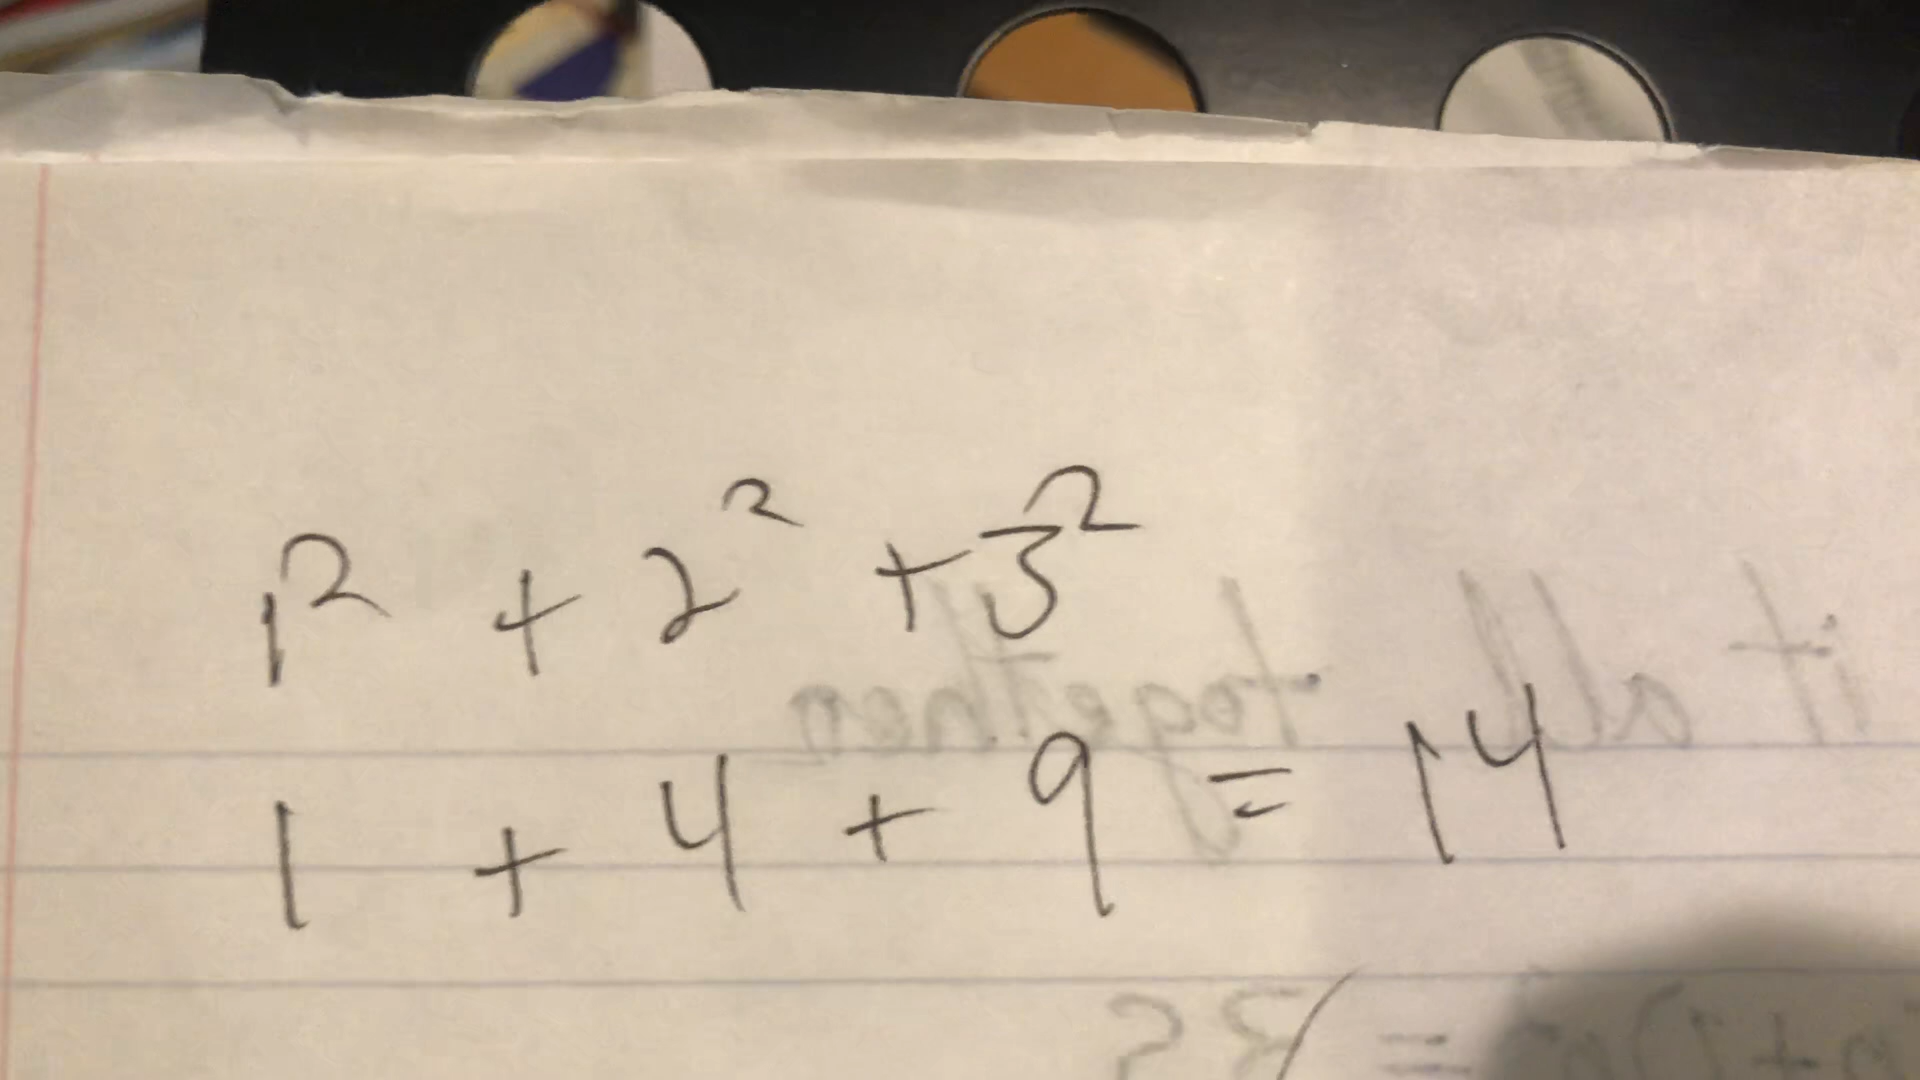 1² + 2² + 3²
1 + 4 + 9 = 14